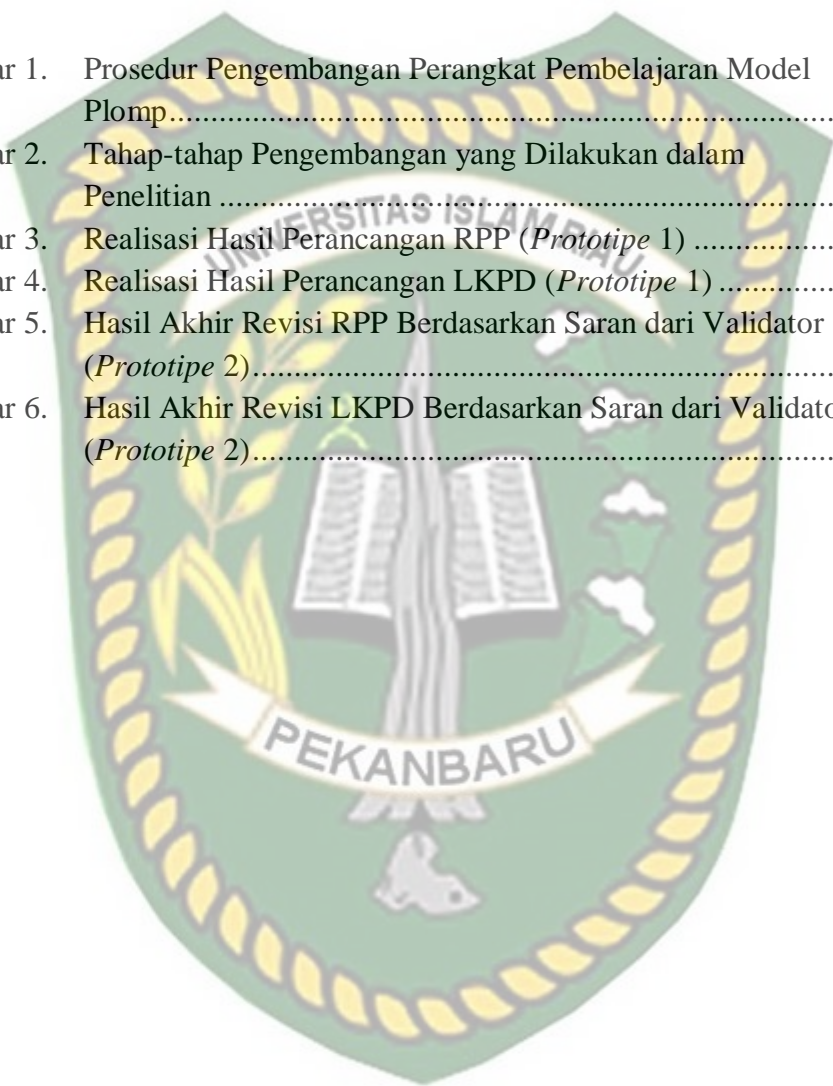 ar 1. Prosedur Pengembangan Perangkat Pembelajaran Model
Plomp
ar 2. Tahap-tahap Pengembangan yang Dilakukan dalam
Penelitian
UNIVERSITAS ISLAM RIAU
ar 3. Realisasi Hasil Perancangan RPP (Prototipe 1)
ar 4. Realisasi Hasil Perancangan LKPD (Prototipe 1)
ar 5. Hasil Akhir Revisi RPP Berdasarkan Saran dari Validator
(Prototipe 2)
ar 6. Hasil Akhir Revisi LKPD Berdasarkan Saran dari Validato
(Prototipe 2)
PEKANBARU